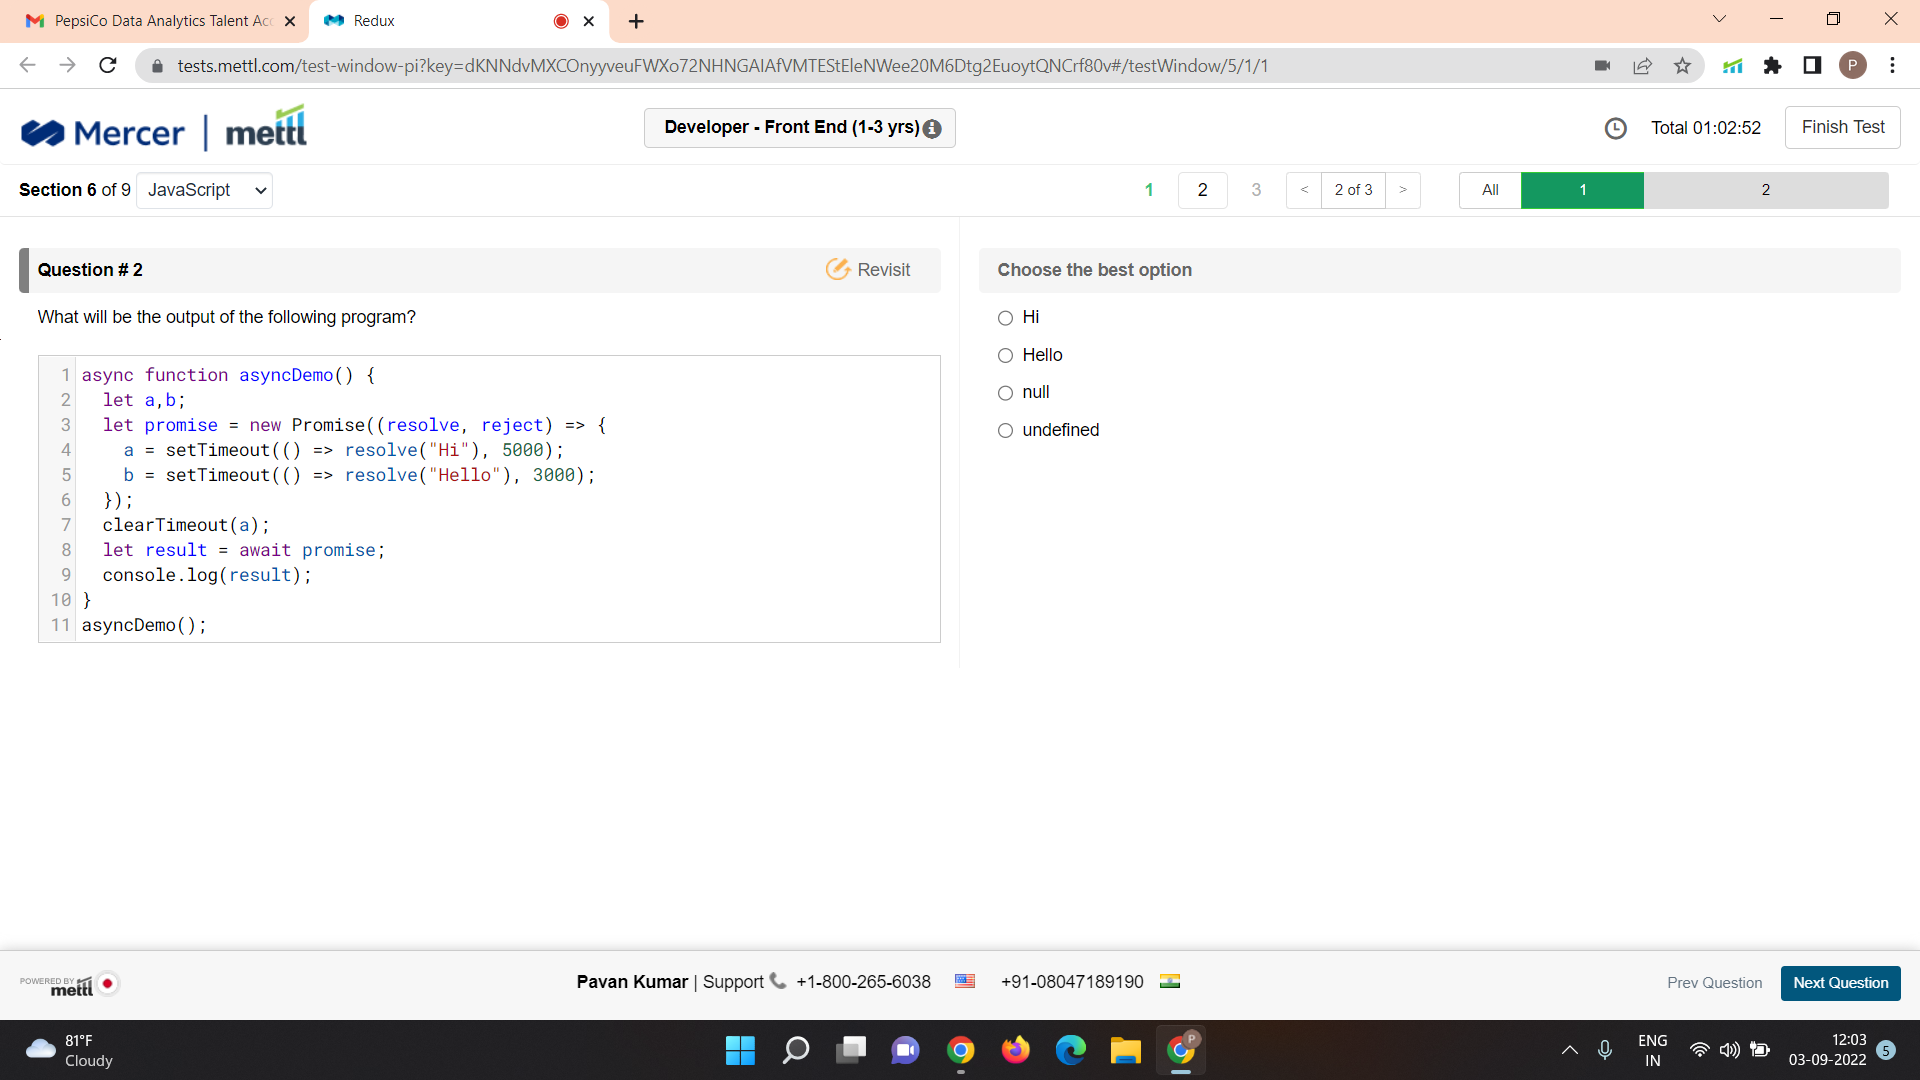 PepsiCo Data Analytics Talent Acc
Redux
tests.mettl.com/test-window-pi?key=dKNNdvMXCOnyyveuFWXo72NHNGAIAfVMTEStEleNWee20M6Dtg2EuoytQNCrf80v#/testWindow/5/1/1
P
Mercer | mettl
Developer - Front End (1-3 yrs)
Total 01:02:52
Finish Test
Section 6 of 9 JavaScript
1 2 3 < 2 of 3 > All 1 2
Question # 2
Revisit
Choose the best option
What will be the output of the following program?
Hi
Hello
null
undefined
1 async function asyncDemo() {
2 let a,b;
3 let promise = new Promise((resolve, reject) => {
4 a = setTimeout(() => resolve("Hi"), 5000);
5 b = setTimeout(() => resolve("Hello"), 3000);
6 });
7 clearTimeout(a);
8 let result = await promise;
9 console.log(result);
10 }
11 asyncDemo();
POWERED BY mettl
Pavan Kumar | Support +1-800-265-6038 +91-08047189190
Prev Question
Next Question
81°F
Cloudy
P
ENG
IN
12:03
03-09-2022
5